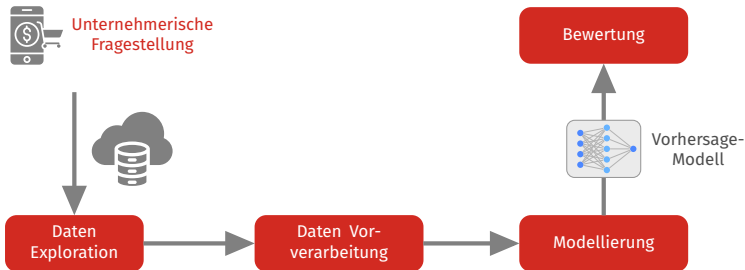 Unternehmerische
Fragestellung
Bewertung
$
Vorhersage-
Modell
Daten
Exploration
Daten Vor-
verarbeitung
Modellierung